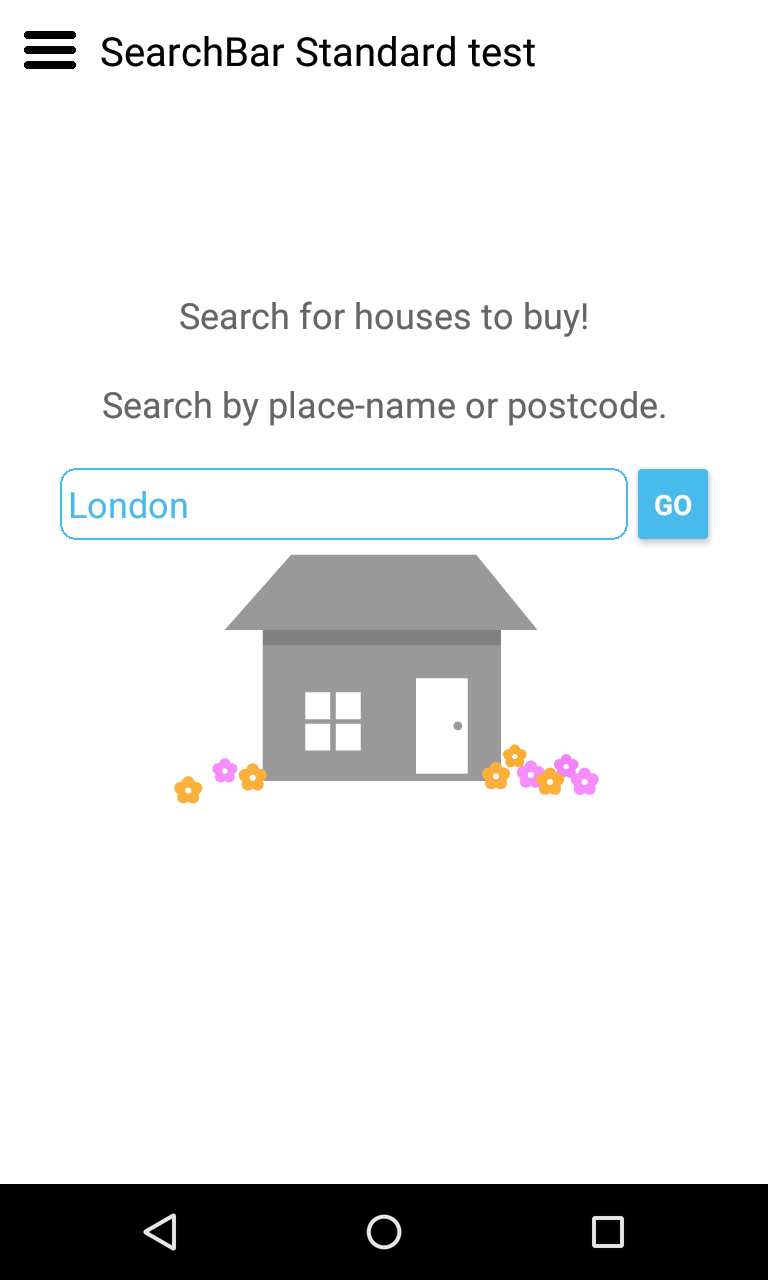 SearchBar Standard test
Search for houses to buy!
Search by place-name or postcode.
London
GO